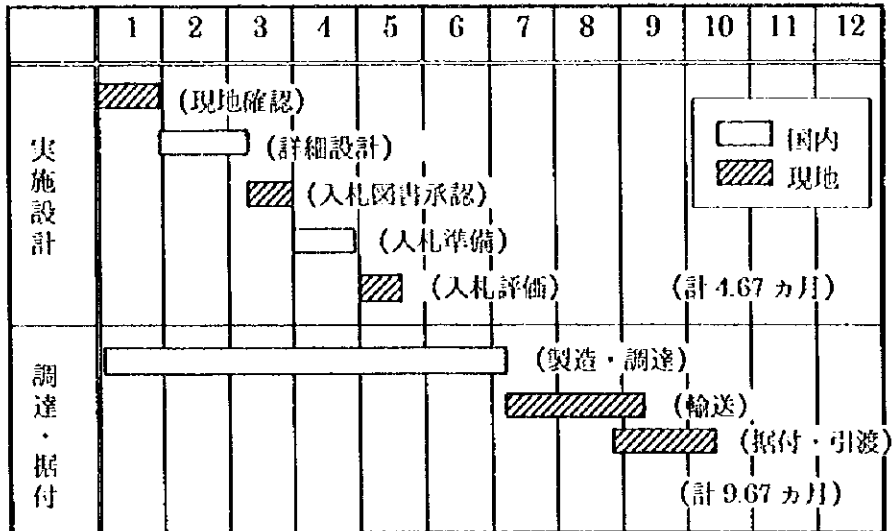 1 2 3 4 5 6 7 8 9 10 11 12
実施設計
(現地確認)
(詳細設計)
(入札図書承認)
(入札準備)
(入札評価)
(計 4.67 ヵ月)
国内
現地
調達・据付
(製造・調達)
(輸送)
(据付・引渡)
(計 9.67 ヵ月)